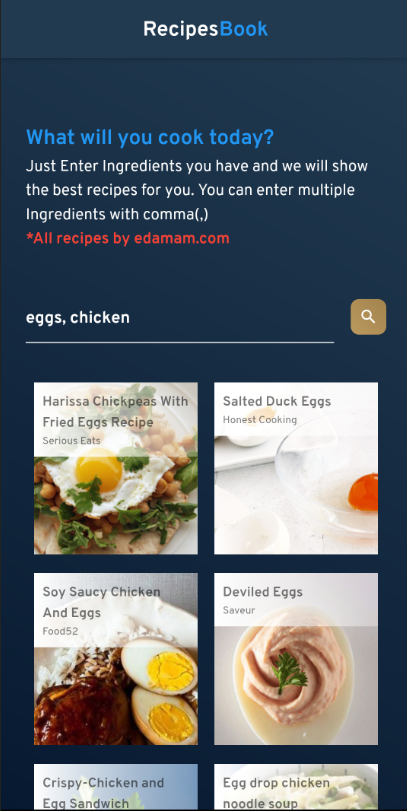 RecipesBook
What will you cook today?
Just Enter Ingredients you have and we will show
the best recipes for you. You can enter multiple
Ingredients with comma(,)
*All recipes by edamam.com
eggs, chicken
Harissa Chickpeas With
Fried Eggs Recipe
Serious Eats
Salted Duck Eggs
Honest Cooking
Soy Saucy Chicken
And Eggs
Food52
Deviled Eggs
Saveur
Crispy-Chicken and
Egg Sandwich
Egg drop chicken
noodle soup